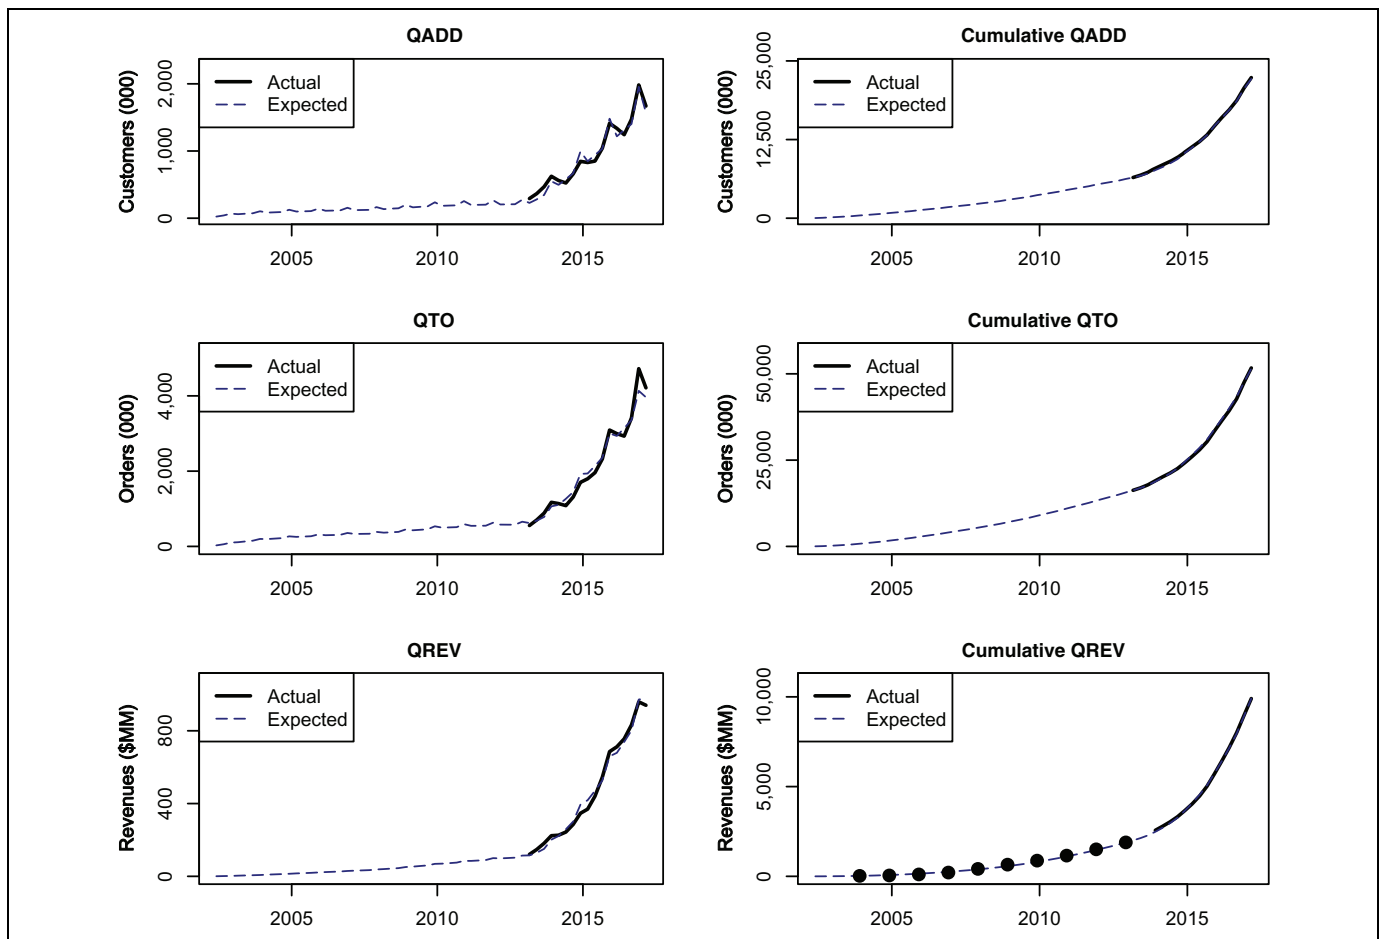 QADD
Customers (000)
2,000
1,000
0
Actual
Expected
2005
2010
2015
Cumulative QADD
Customers (000)
25,000
12,500
0
Actual
Expected
2005
2010
2015
QTO
Orders (000)
4,000
2,000
0
Actual
Expected
2005
2010
2015
Cumulative QTO
Orders (000)
50,000
25,000
0
Actual
Expected
2005
2010
2015
QREV
Revenues ($MM)
800
400
0
Actual
Expected
2005
2010
2015
Cumulative QREV
Revenues ($MM)
10,000
5,000
0
Actual
Expected
2005
2010
2015